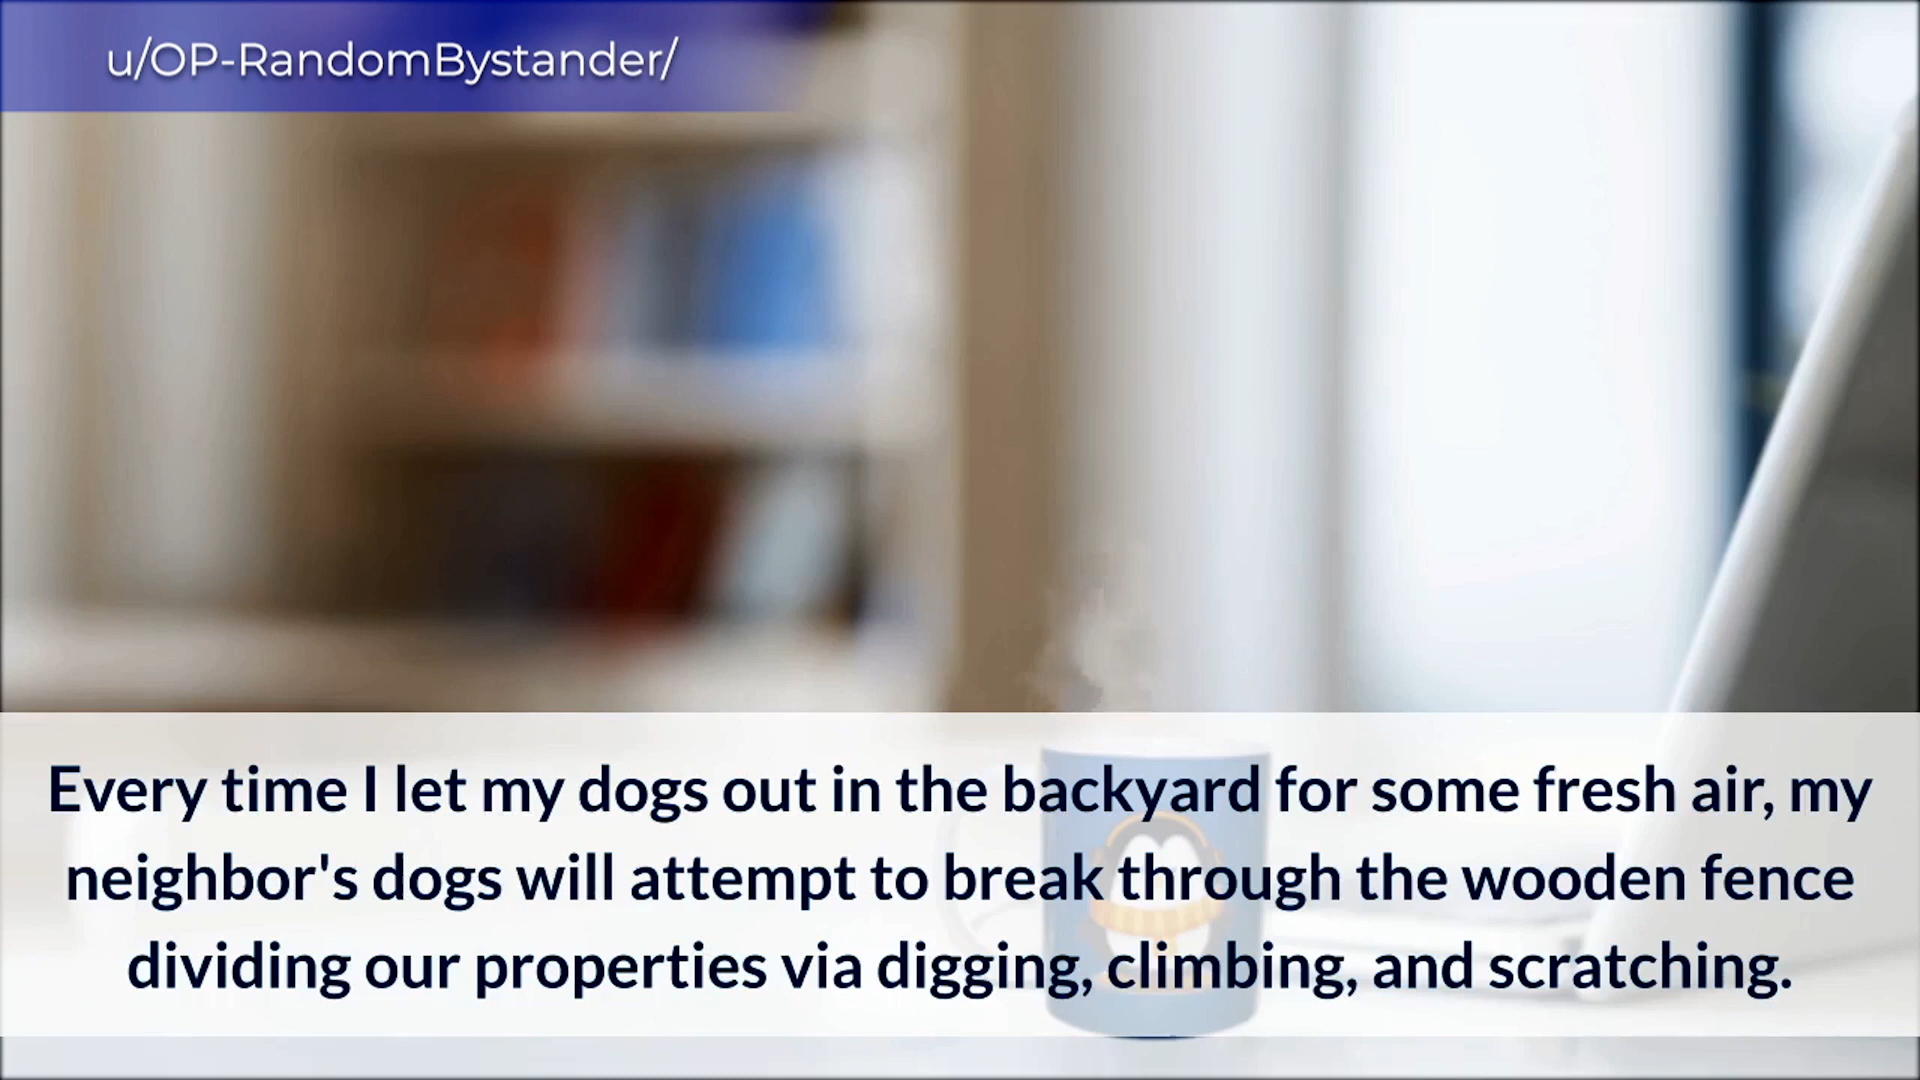 u/OP-RandomBystander/
Every time I let my dogs out in the backyard for some fresh air, my
neighbor's dogs will attempt to break through the wooden fence
dividing our properties via digging, climbing, and scratching.